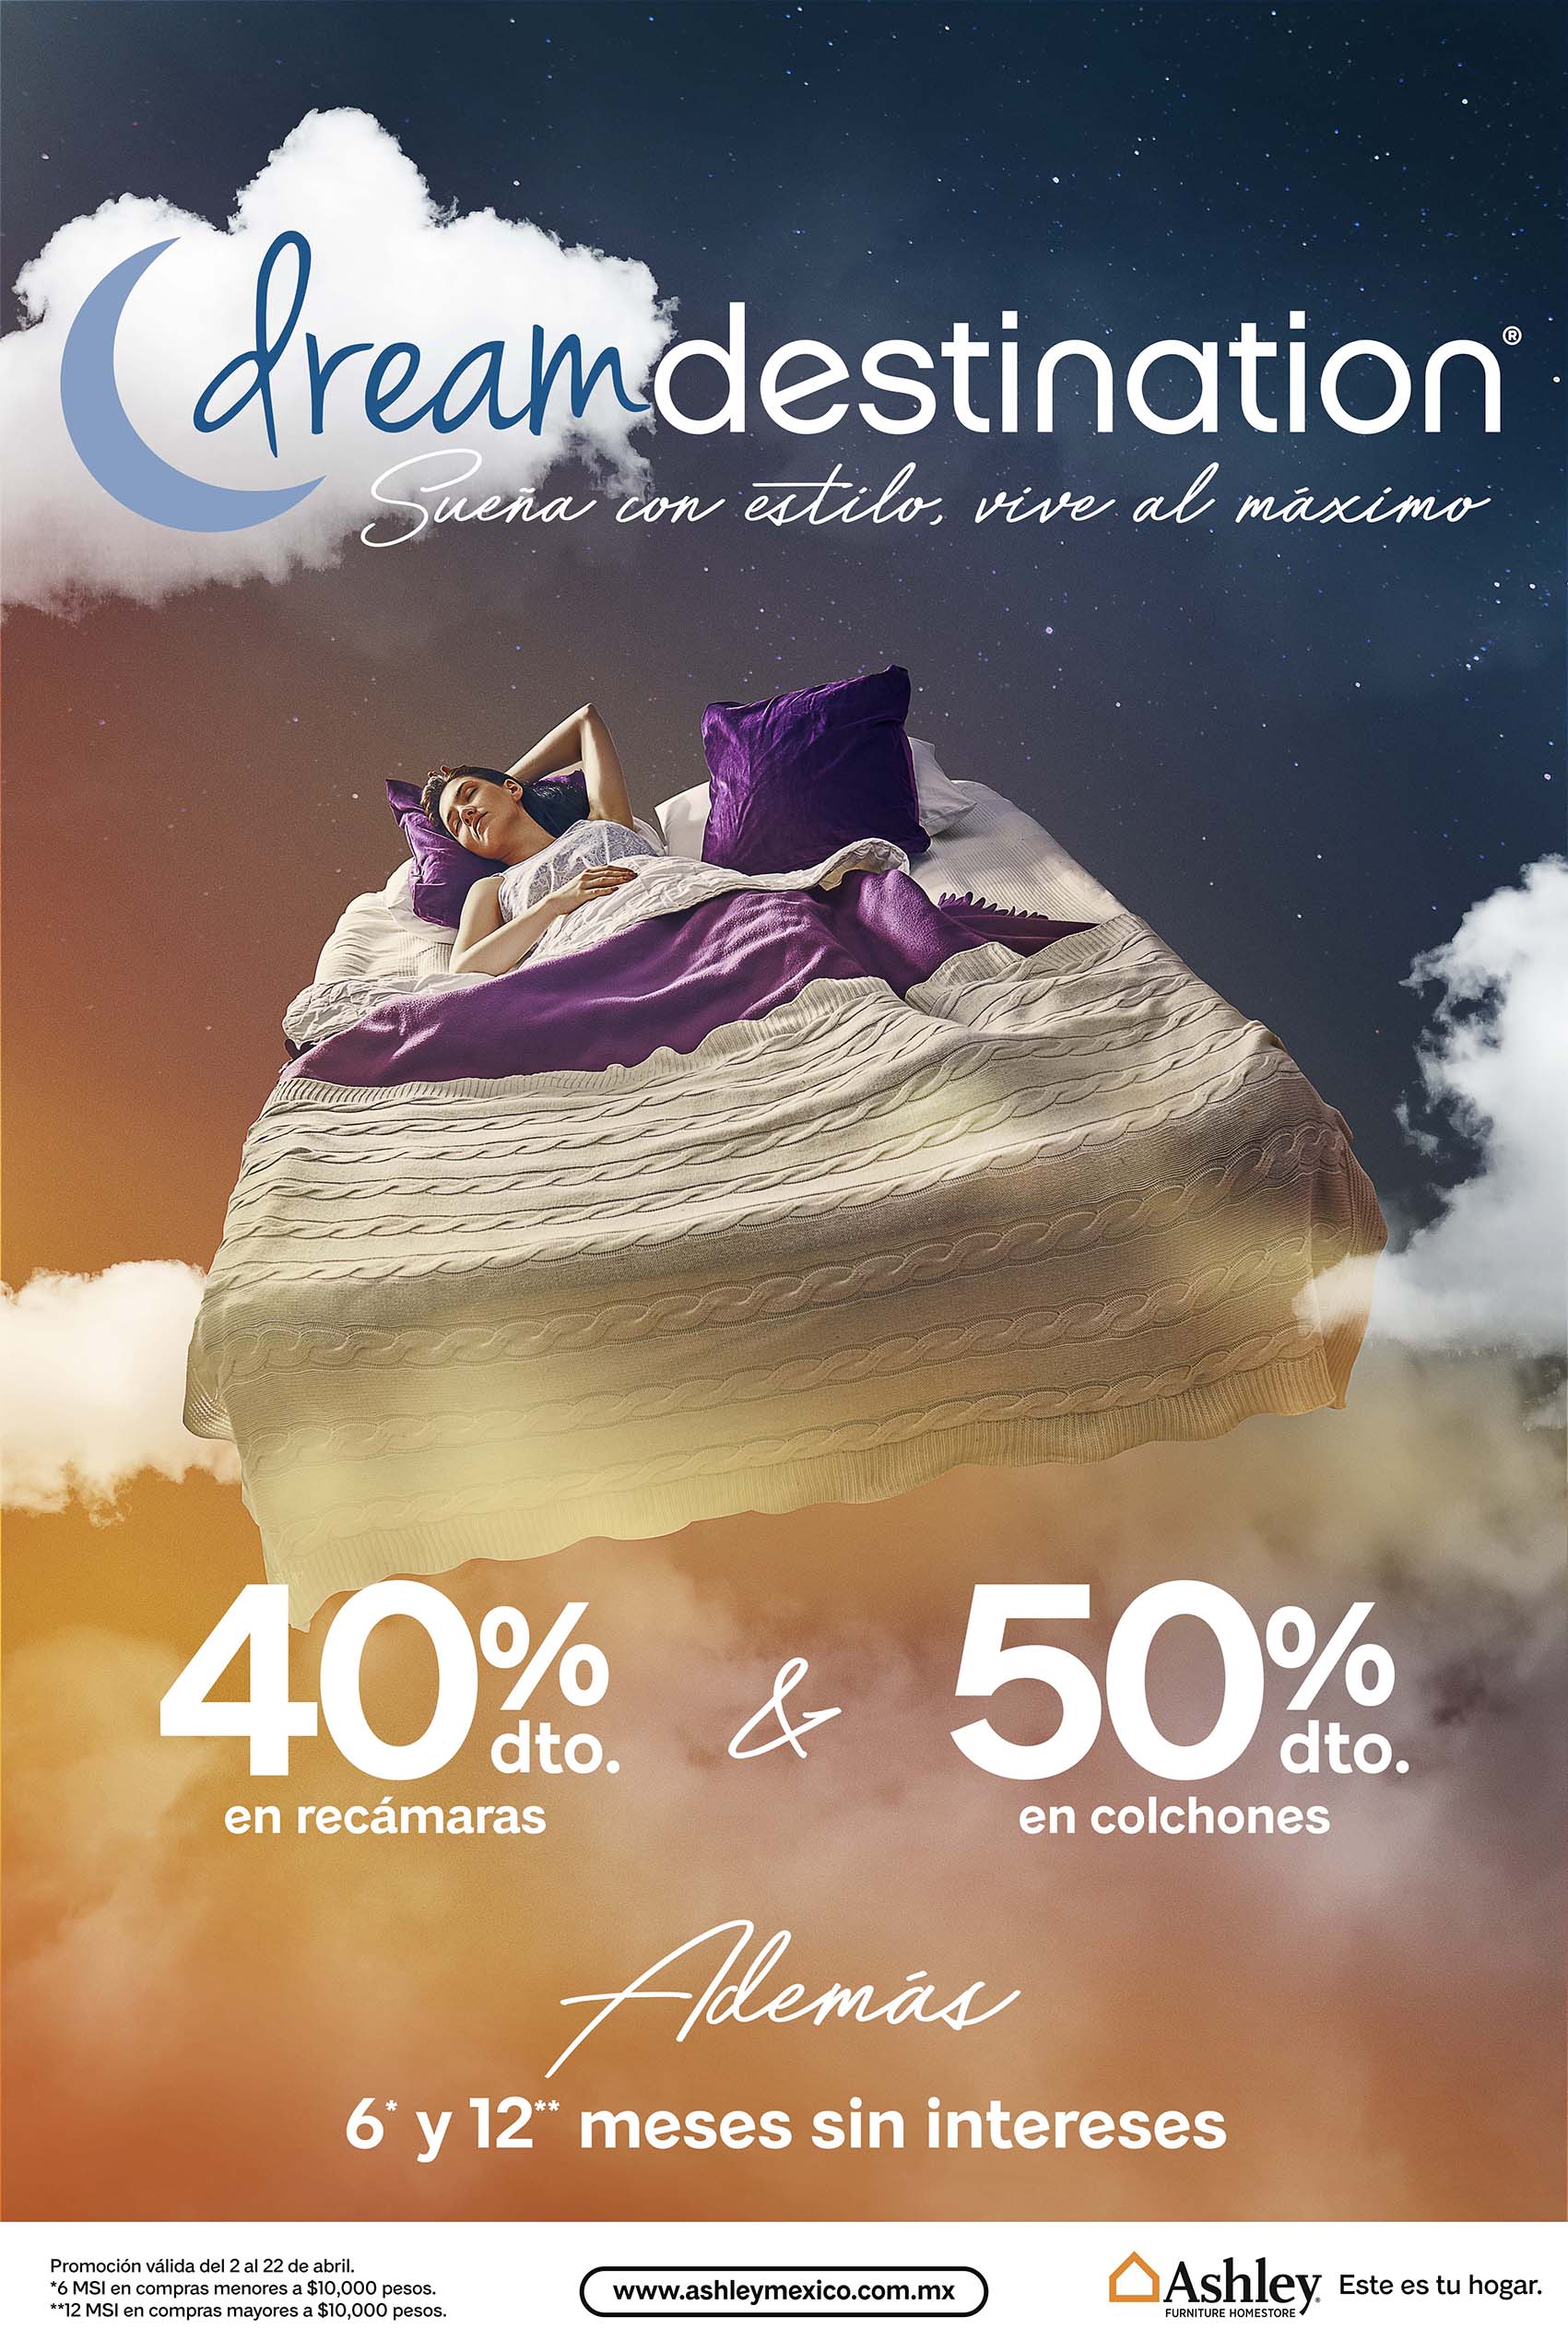 dreamdestination®
Sueña con estilo, vive al máximo
40% dto. & 50% dto.
en recámaras en colchones
Además
6* y 12** meses sin intereses
Promoción válida del 2 al 22 de abril.
*6 MSI en compras menores a $10,000 pesos.
**12 MSI en compras mayores a $10,000 pesos.
www.ashleymexico.com.mx
Ashley®
FURNITURE HOMESTORE
Este es tu hogar.